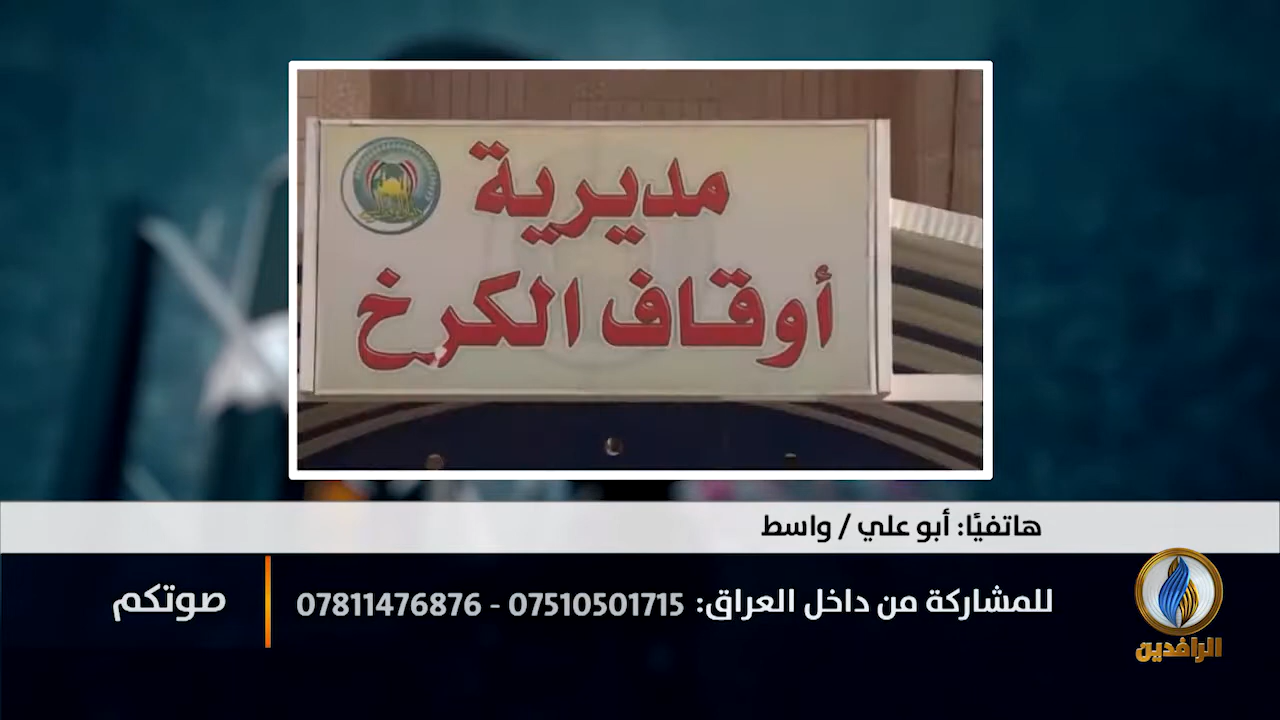 مديرية
أوقاف الكرخ
هاتفيًا: أبو علي / واسط
للمشاركة من داخل العراق: 07510501715 - 07811476876
صوتكم
الرافدين